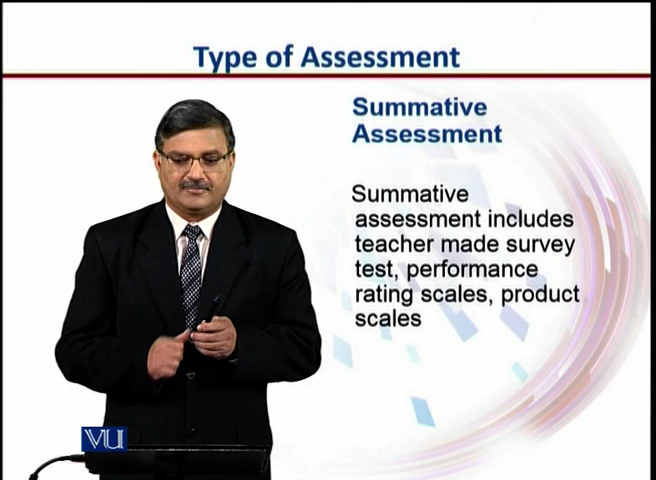 Type of Assessment
Summative
Assessment
Summative
assessment includes
teacher made survey
test, performance
rating scales, product
scales
VU